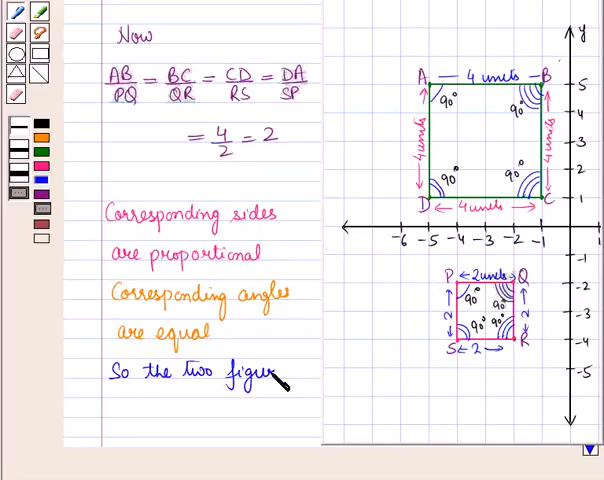 Now
AB/PQ = BC/QR = CD/RS = DA/SP
= 4/2 = 2
Corresponding sides
are proportional
Corresponding angles
are equal
So the two figur
y
A 4 units B
5
90° 90°
4
4 units 4 units
3
2
90° 90°
1
D 4 units C
-6 -5 -4 -3 -2 -1
-1
P 2 units Q
-2
90° 90°
2 2
-3
90° 90°
-4
S 2 R
-5